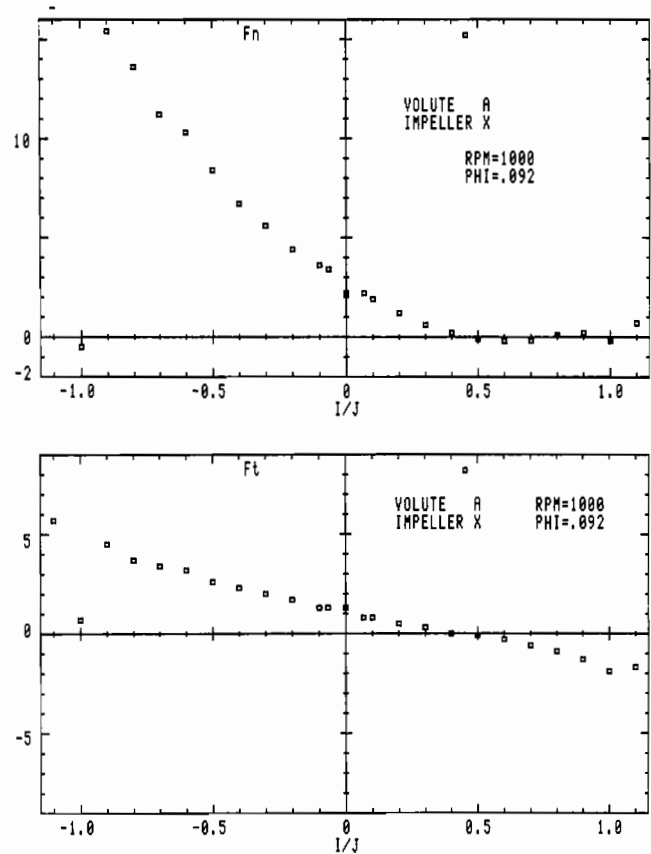 Fn
VOLUTE A
IMPELLER X
RPM=1000
PHI=.092
10
0
-2
-1.0 -0.5 0 0.5 1.0
I/J
Ft
VOLUTE A RPM=1000
IMPELLER X PHI=.092
5
0
-5
-1.0 -0.5 0 0.5 1.0
I/J